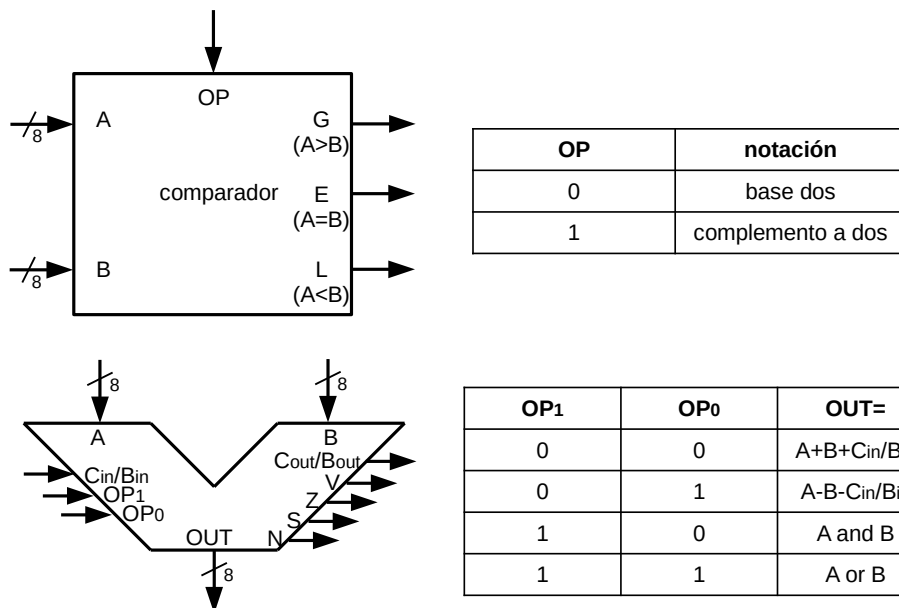 OP
A
G
8
(A>B)
comparador
E
(A=B)
B
L
8
(A<B)
OP notación
0 base dos
1 complemento a dos
8
8
A
B
Cin/Bin
OP1
OP0
Cout/Bout
V
Z
S
N
OUT
8
OP1 OP0 OUT=
0 0 A+B+Cin/B
0 1 A-B-Cin/Bi
1 0 A and B
1 1 A or B